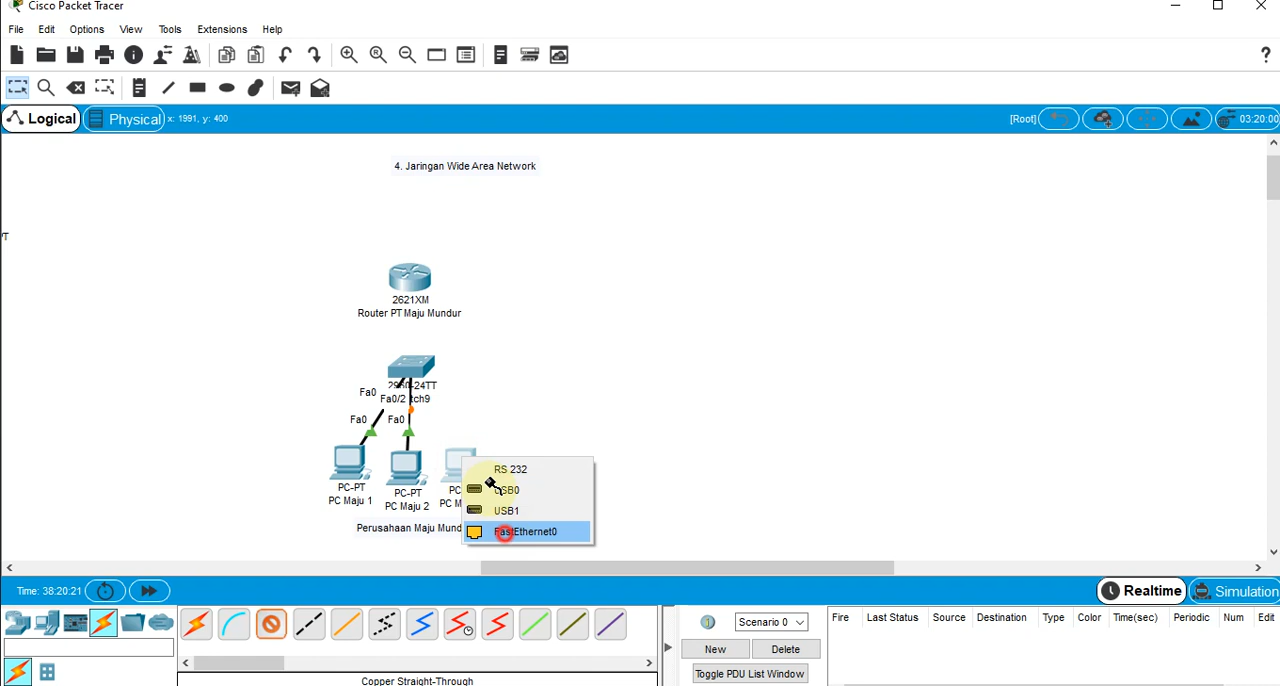 Cisco Packet Tracer
File Edit Options View Tools Extensions Help
Logical Physical x: 1991, y: 400 [Root] 03:20:00
4. Jaringan Wide Area Network
2621XM
Router PT Maju Mundur
Fa0
Fa0/2
Fa0 Fa0
PC-PT
PC Maju 1
PC-PT
PC Maju 2
RS 232
USB0
USB1
FastEthernet0
Perusahaan Maju Mund
Time: 38:20:21 Realtime Simulation
Scenario 0
New Delete
Toggle PDU List Window
Fire Last Status Source Destination Type Color Time(sec) Periodic Num Edit
Copper Straight-Through